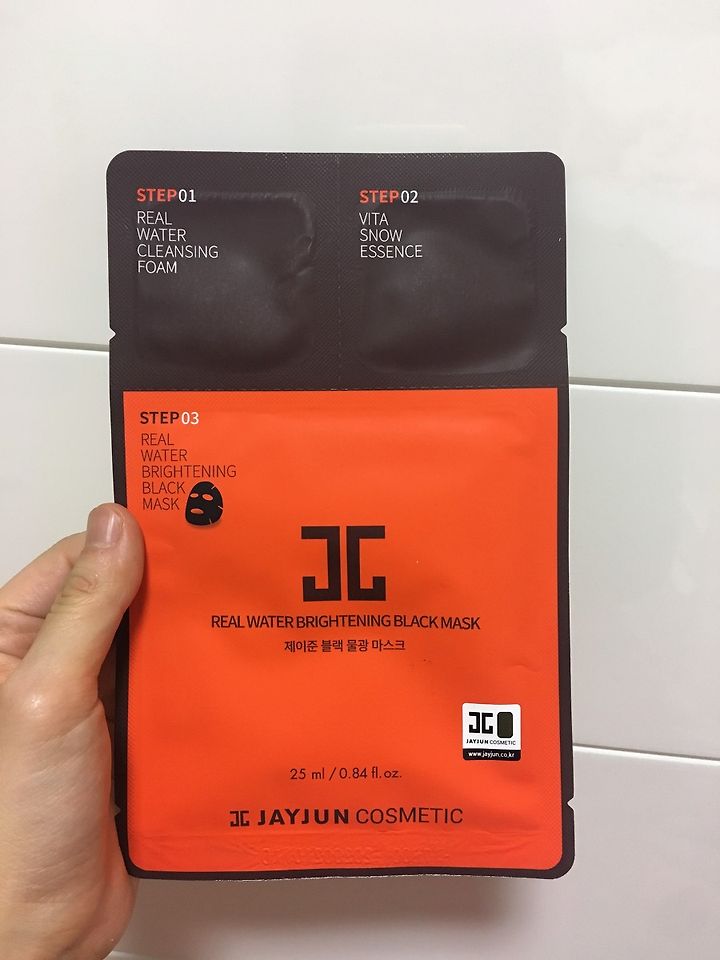 STEP01
REAL
WATER
CLEANSING
FOAM
STEP02
VITA
SNOW
ESSENCE
STEP03
REAL
WATER
BRIGHTENING
BLACK
MASK
REAL WATER BRIGHTENING BLACK MASK
제이준 블랙 물광 마스크
JAYJUN COSMETIC
www.jayjun.co.kr
25 ml / 0.84 fl.oz.
JAYJUN COSMETIC